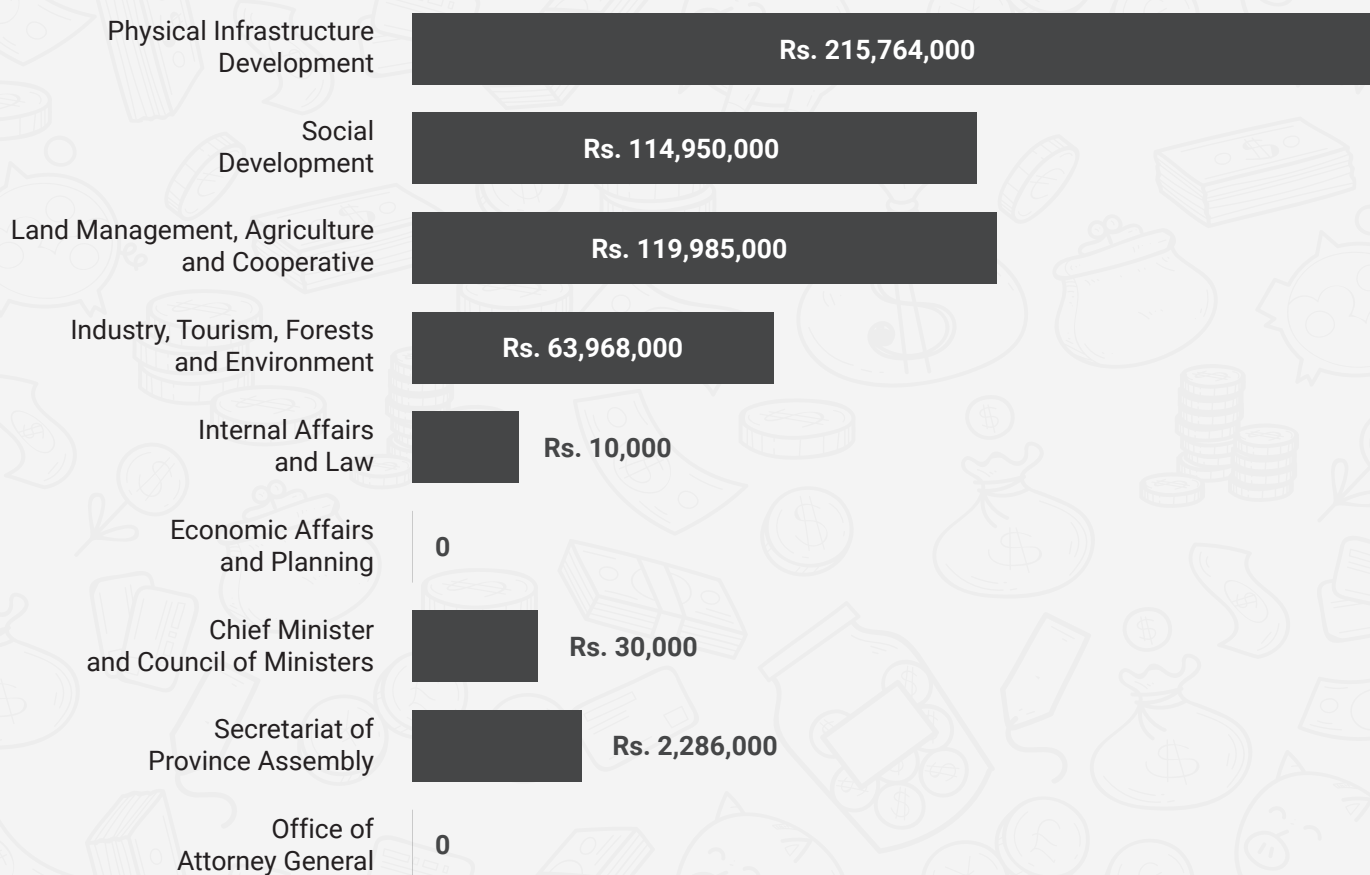 Physical Infrastructure
Development
Rs. 215,764,000
Social
Development
Rs. 114,950,000
Land Management, Agriculture
and Cooperative
Rs. 119,985,000
Industry, Tourism, Forests
and Environment
Rs. 63,968,000
Internal Affairs
and Law
Rs. 10,000
Economic Affairs
and Planning
0
Chief Minister
and Council of Ministers
Rs. 30,000
Secretariat of
Province Assembly
Rs. 2,286,000
Office of
Attorney General
0